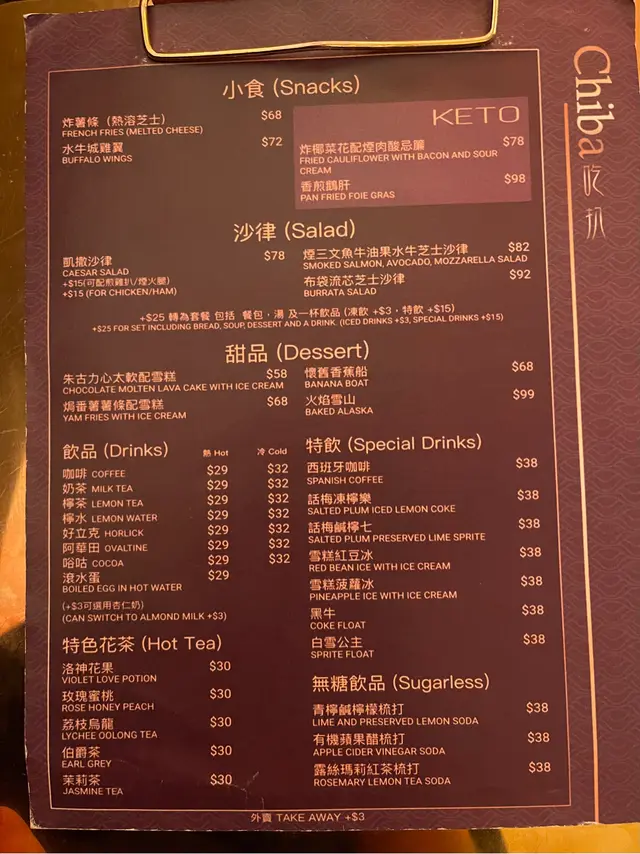 Chiba 吃扒
小食 (Snacks)
炸薯條（熱溶芝士） $68
FRENCH FRIES (MELTED CHEESE)
水牛城雞翼 $72
BUFFALO WINGS
KETO
炸椰菜花配煙肉酸忌簾 $78
FRIED CAULIFLOWER WITH BACON AND SOUR
CREAM
香煎鵝肝 $98
PAN FRIED FOIE GRAS
沙律 (Salad)
凱撒沙律 $78
CAESAR SALAD
+$15(可配煎雞扒/煙火腿)
+$15 (FOR CHICKEN/HAM)
煙三文魚牛油果水牛芝士沙律 $82
SMOKED SALMON, AVOCADO, MOZZARELLA SALAD
布袋流芯芝士沙律 $92
BURRATA SALAD
+$25 轉為套餐 包括 餐包，湯 及一杯飲品 (凍飲 +$3，特飲 +$15)
+$25 FOR SET INCLUDING BREAD, SOUP, DESSERT AND A DRINK. (ICED DRINKS +$3, SPECIAL DRINKS +$15)
甜品 (Dessert)
朱古力心太軟配雪糕 $58
CHOCOLATE MOLTEN LAVA CAKE WITH ICE CREAM
焗番薯薯條配雪糕 $68
YAM FRIES WITH ICE CREAM
懷舊香蕉船 $68
BANANA BOAT
火焰雪山 $99
BAKED ALASKA
飲品 (Drinks) 熱 Hot 冷 Cold
咖啡 COFFEE $29 $32
奶茶 MILK TEA $29 $32
檸茶 LEMON TEA $29 $32
檸水 LEMON WATER $29 $32
好立克 HORLICK $29 $32
阿華田 OVALTINE $29 $32
唂咕 COCOA $29 $32
滾水蛋 $29
BOILED EGG IN HOT WATER
(+$3可選用杏仁奶)
(CAN SWITCH TO ALMOND MILK +$3)
特色花茶 (Hot Tea)
洛神花果 $30
VIOLET LOVE POTION
玫瑰蜜桃 $30
ROSE HONEY PEACH
荔枝烏龍 $30
LYCHEE OOLONG TEA
伯爵茶 $30
EARL GREY
茉莉茶 $30
JASMINE TEA
特飲 (Special Drinks)
西班牙咖啡 $38
SPANISH COFFEE
話梅凍檸樂 $38
SALTED PLUM ICED LEMON COKE
話梅鹹檸七 $38
SALTED PLUM PRESERVED LIME SPRITE
雪糕紅豆冰 $38
RED BEAN ICE WITH ICE CREAM
雪糕菠蘿冰 $38
PINEAPPLE ICE WITH ICE CREAM
黑牛 $38
COKE FLOAT
白雪公主 $38
SPRITE FLOAT
無糖飲品 (Sugarless)
青檸鹹檸檬梳打 $38
LIME AND PRESERVED LEMON SODA
有機蘋果醋梳打 $38
APPLE CIDER VINEGAR SODA
露絲瑪莉紅茶梳打 $38
ROSEMARY LEMON TEA SODA
外賣 TAKE AWAY +$3